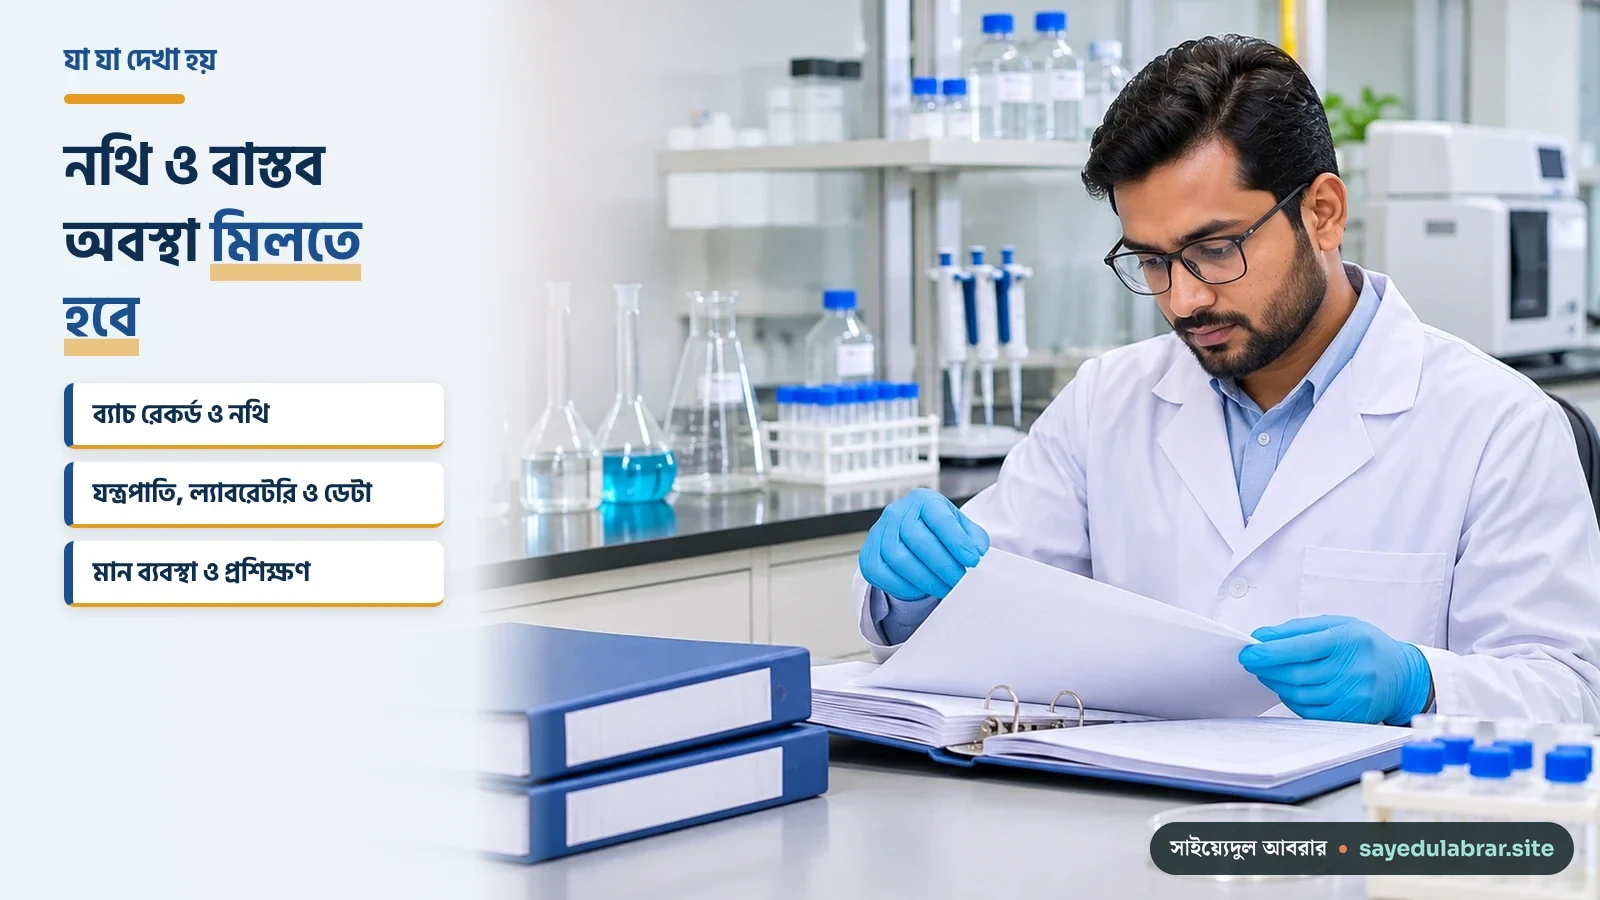 যা যা দেখা হয়
নথি ও বাস্তব
অবস্থা মিলতে
হবে
ব্যাচ রেকর্ড ও নথি
যন্ত্রপাতি, ল্যাবরেটরি ও ডেটা
মান ব্যবস্থা ও প্রশিক্ষণ
সাইয়্যেদুল আবরার • sayedulabrar.site